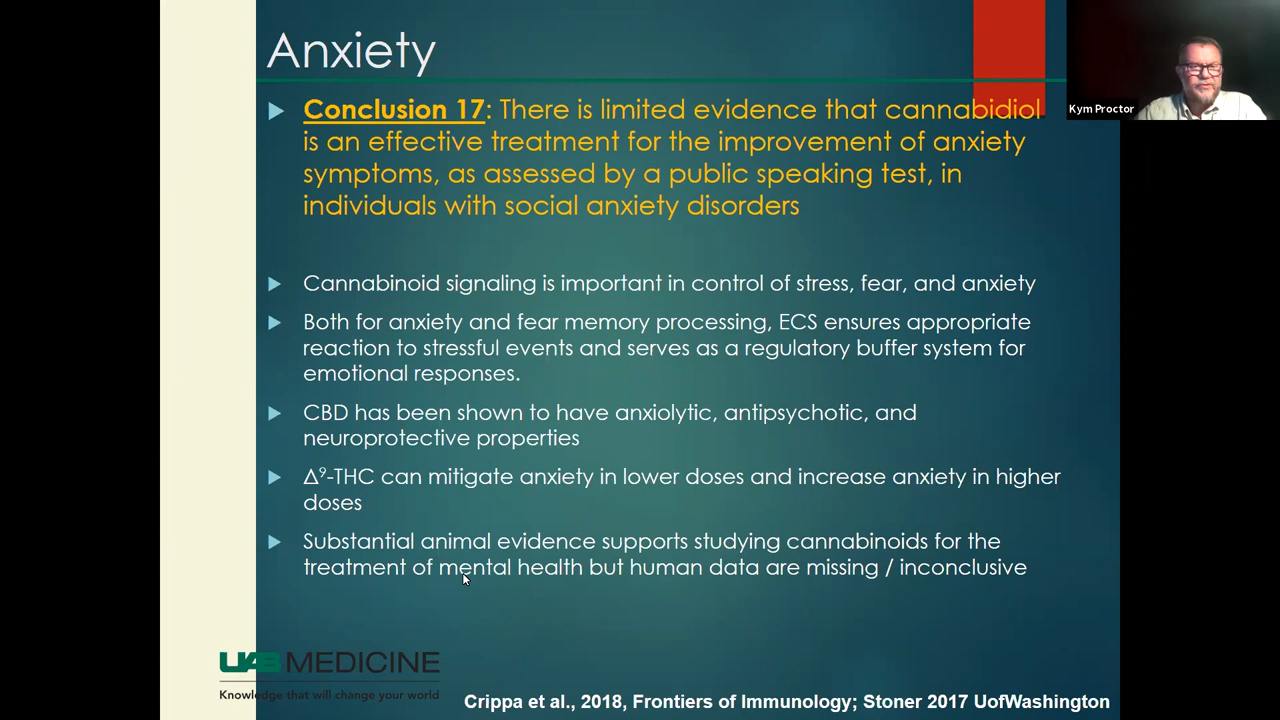 Anxiety
Conclusion 17: There is limited evidence that cannabidiol
is an effective treatment for the improvement of anxiety
symptoms, as assessed by a public speaking test, in
individuals with social anxiety disorders
Cannabinoid signaling is important in control of stress, fear, and anxiety
Both for anxiety and fear memory processing, ECS ensures appropriate
reaction to stressful events and serves as a regulatory buffer system for
emotional responses.
CBD has been shown to have anxiolytic, antipsychotic, and
neuroprotective properties
Δ⁹-THC can mitigate anxiety in lower doses and increase anxiety in higher
doses
Substantial animal evidence supports studying cannabinoids for the
treatment of mental health but human data are missing / inconclusive
UAB MEDICINE
Knowledge that will change your world
Crippa et al., 2018, Frontiers of Immunology; Stoner 2017 UofWashington
Kym Proctor